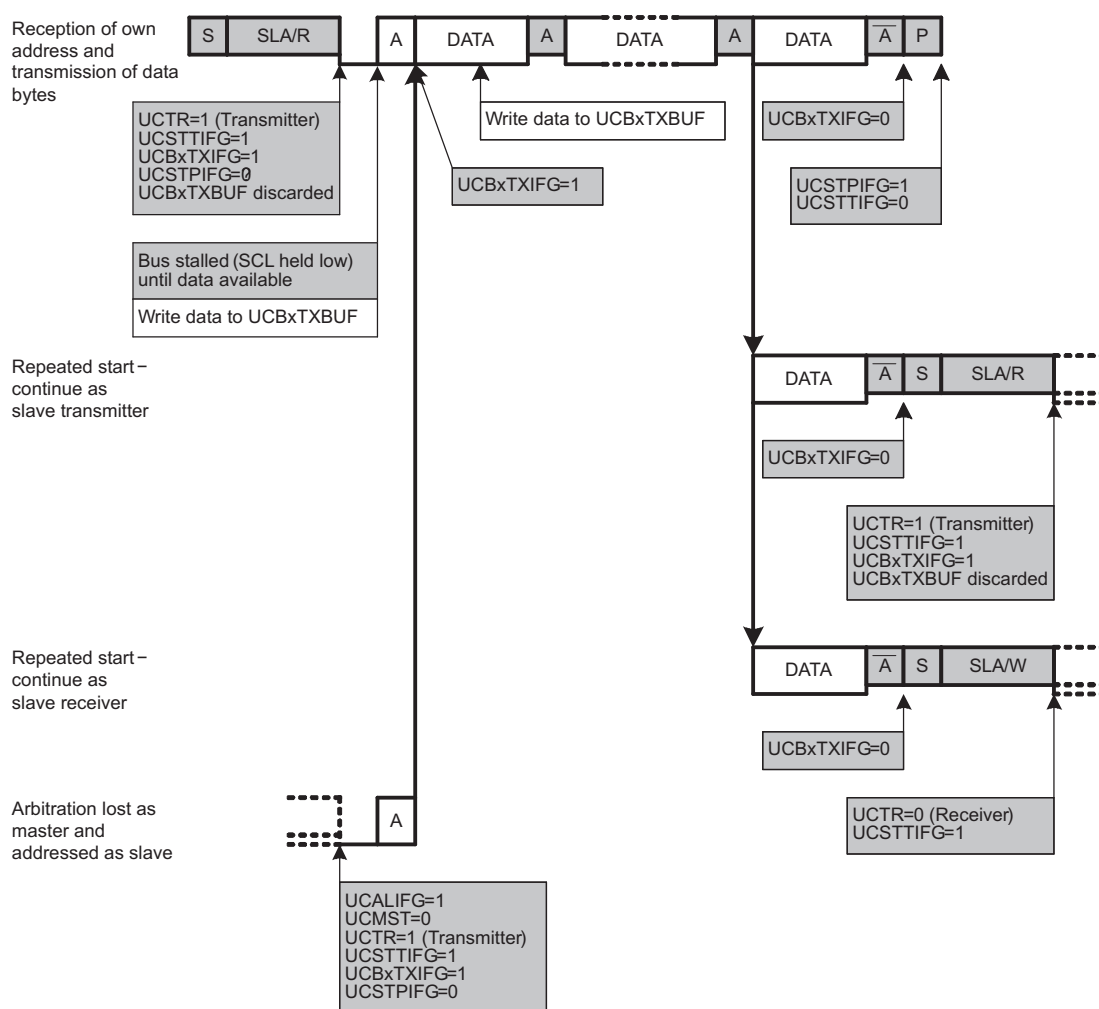 Reception of own
address and
transmission of data
bytes
S SLA/R A DATA A DATA A DATA A̅ P
UCTR=1 (Transmitter)
UCSTTIFG=1
UCBxTXIFG=1
UCSTPIFG=0
UCBxTXBUF discarded
Write data to UCBxTXBUF
UCBxTXIFG=1
UCBxTXIFG=0
UCSTPIFG=1
UCSTTIFG=0
Bus stalled (SCL held low)
until data available
Write data to UCBxTXBUF
Repeated start–
continue as
slave transmitter
DATA A̅ S SLA/R
UCBxTXIFG=0
UCTR=1 (Transmitter)
UCSTTIFG=1
UCBxTXIFG=1
UCBxTXBUF discarded
Repeated start–
continue as
slave receiver
DATA A̅ S SLA/W
UCBxTXIFG=0
UCTR=0 (Receiver)
UCSTTIFG=1
Arbitration lost as
master and
addressed as slave
A
UCALIFG=1
UCMST=0
UCTR=1 (Transmitter)
UCSTTIFG=1
UCBxTXIFG=1
UCSTPIFG=0